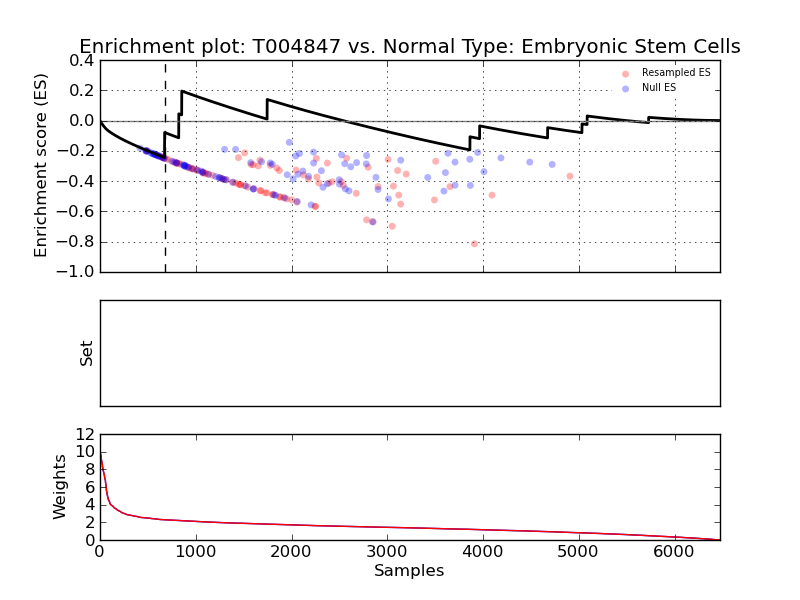 Enrichment plot: T004847 vs. Normal Type: Embryonic Stem Cells
Enrichment score (ES)
0.4
0.2
0.0
−0.2
−0.4
−0.6
−0.8
−1.0
Resampled ES
Null ES
Set
Weights
12
10
8
6
4
2
0
0 1000 2000 3000 4000 5000 6000
Samples